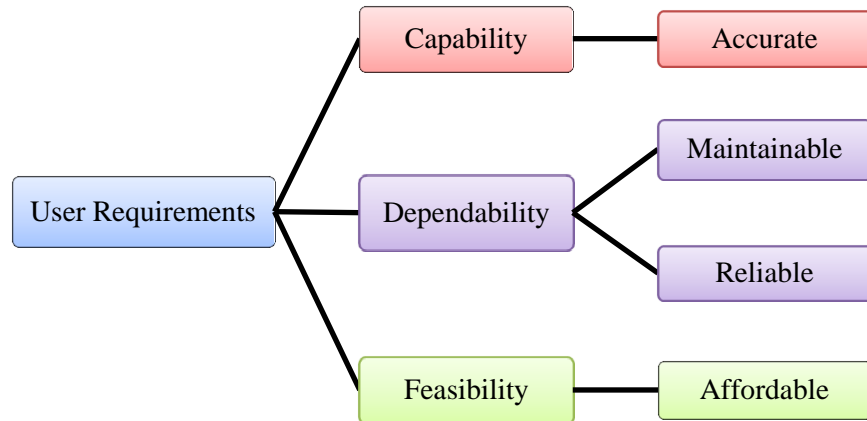 Capability
Accurate
Maintainable
User Requirements
Dependability
Reliable
Feasibility
Affordable